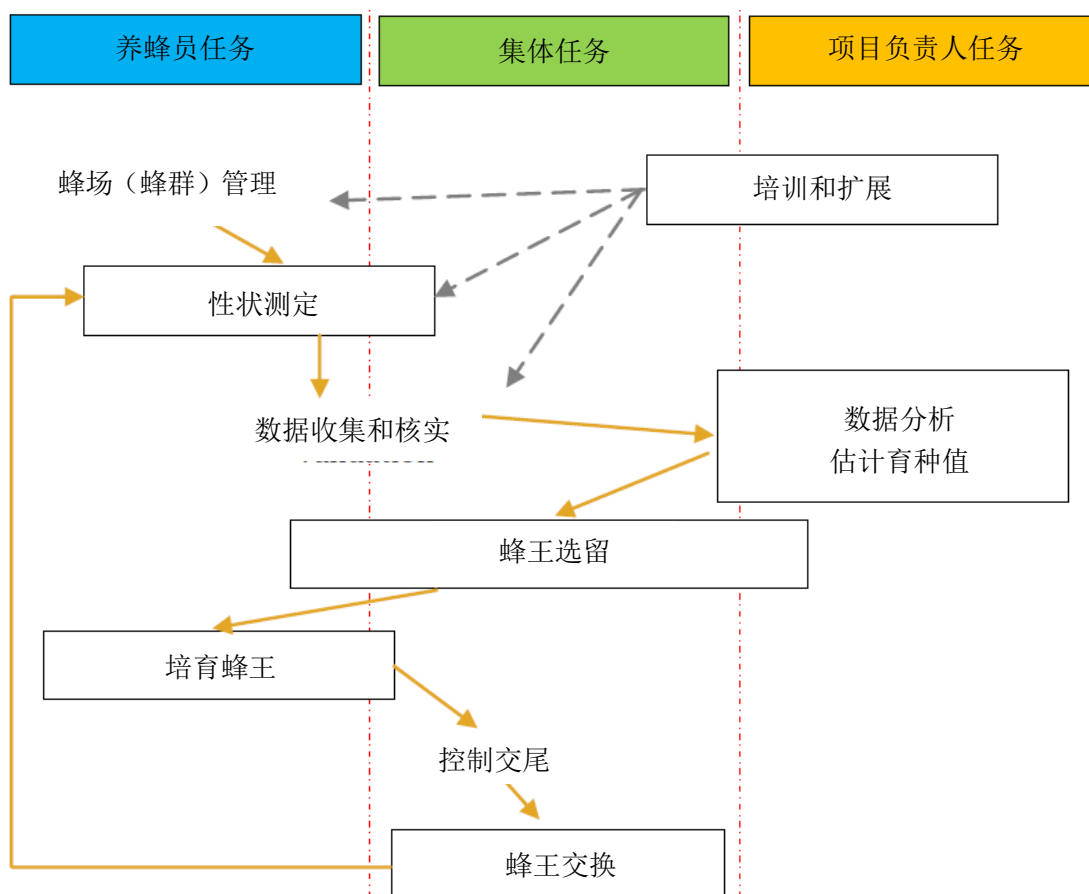 养蜂员任务
集体任务
项目负责人任务
蜂场（蜂群）管理
培训和扩展
性状测定
数据收集和核实
数据分析
估计育种值
蜂王选留
培育蜂王
控制交尾
蜂王交换